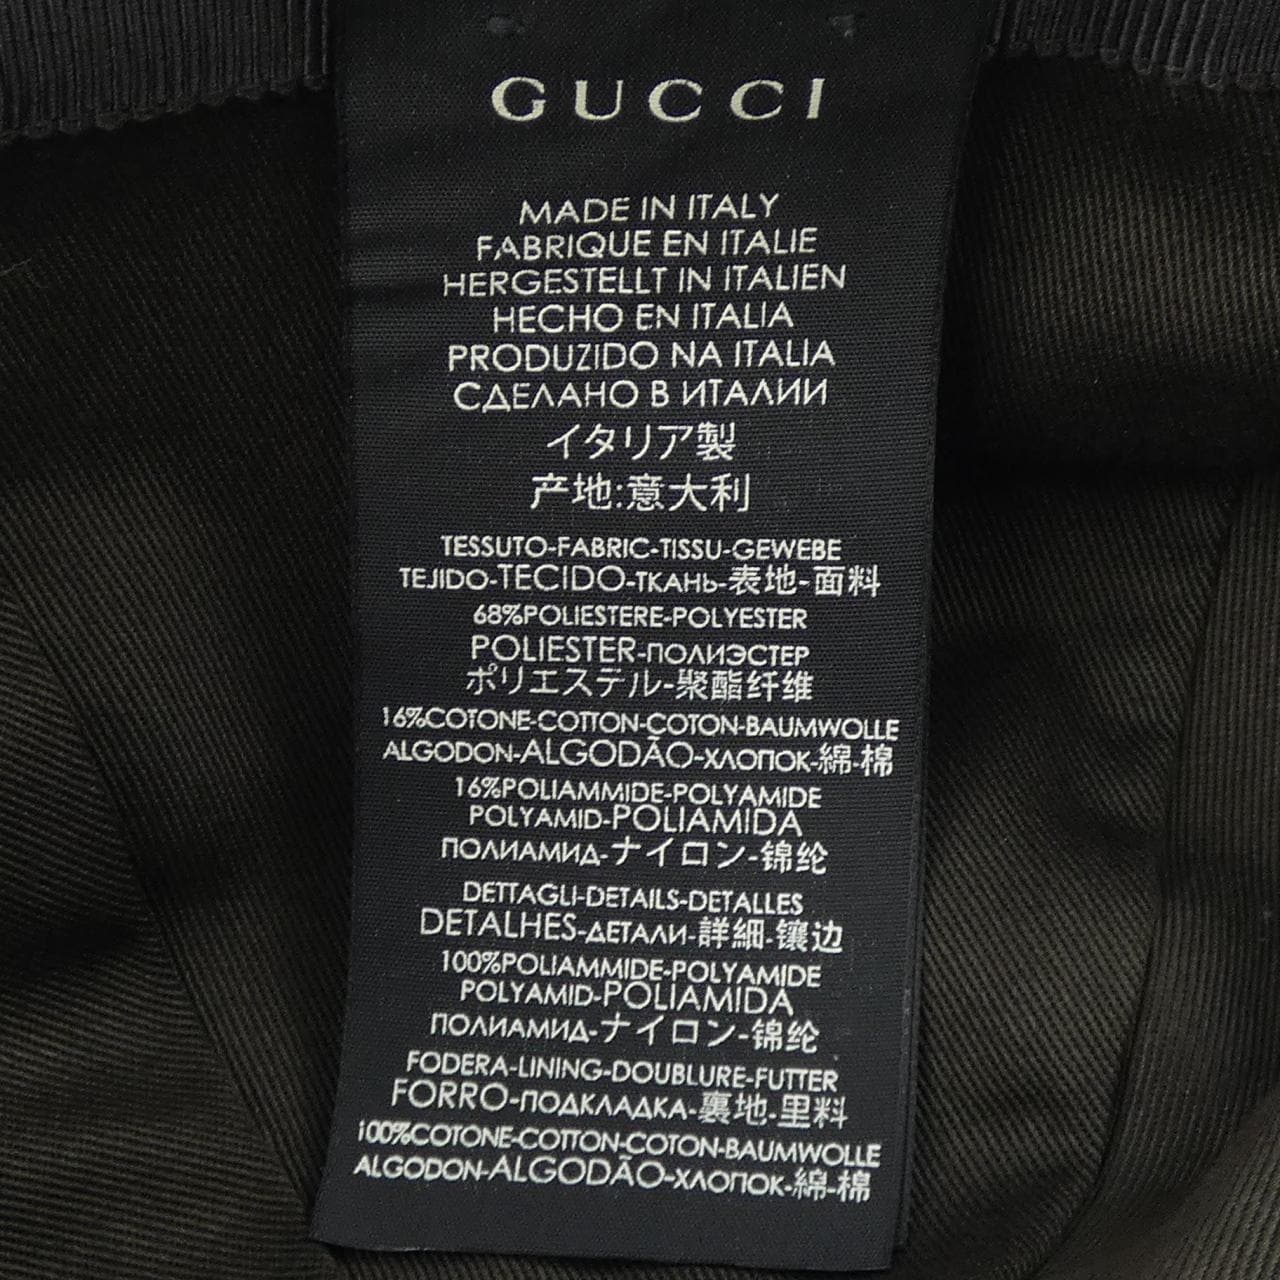 GUCCI
MADE IN ITALY
FABRIQUE EN ITALIE
HERGESTELLT IN ITALIEN
HECHO EN ITALIA
PRODUZIDO NA ITALIA
СДЕЛАНО В ИТАЛИИ
イタリア製
产地:意大利
TESSUTO-FABRIC-TISSU-GEWEBE
TEJIDO-TECIDO-ТКАНЬ-表地-面料
68%POLIESTERE-POLYESTER
POLIESTER-ПОЛИЭСТЕР
ポリエステル-聚酯纤维
16%COTONE-COTTON-COTON-BAUMWOLLE
ALGODON-ALGODÃO-ХЛОПОК-綿-棉
16%POLIAMMIDE-POLYAMIDE
POLYAMID-POLIAMIDA
ПОЛИАМИД-ナイロン-锦纶
DETTAGLI-DETAILS-DETALLES
DETALHES-ДЕТАЛИ-詳細-镶边
100%POLIAMMIDE-POLYAMIDE
POLYAMID-POLIAMIDA
ПОЛИАМИД-ナイロン-锦纶
FODERA-LINING-DOUBLURE-FUTTER
FORRO-ПОДКЛАДКА-裏地-里料
100%COTONE-COTTON-COTON-BAUMWOLLE
ALGODON-ALGODÃO-ХЛОПОК-綿-棉